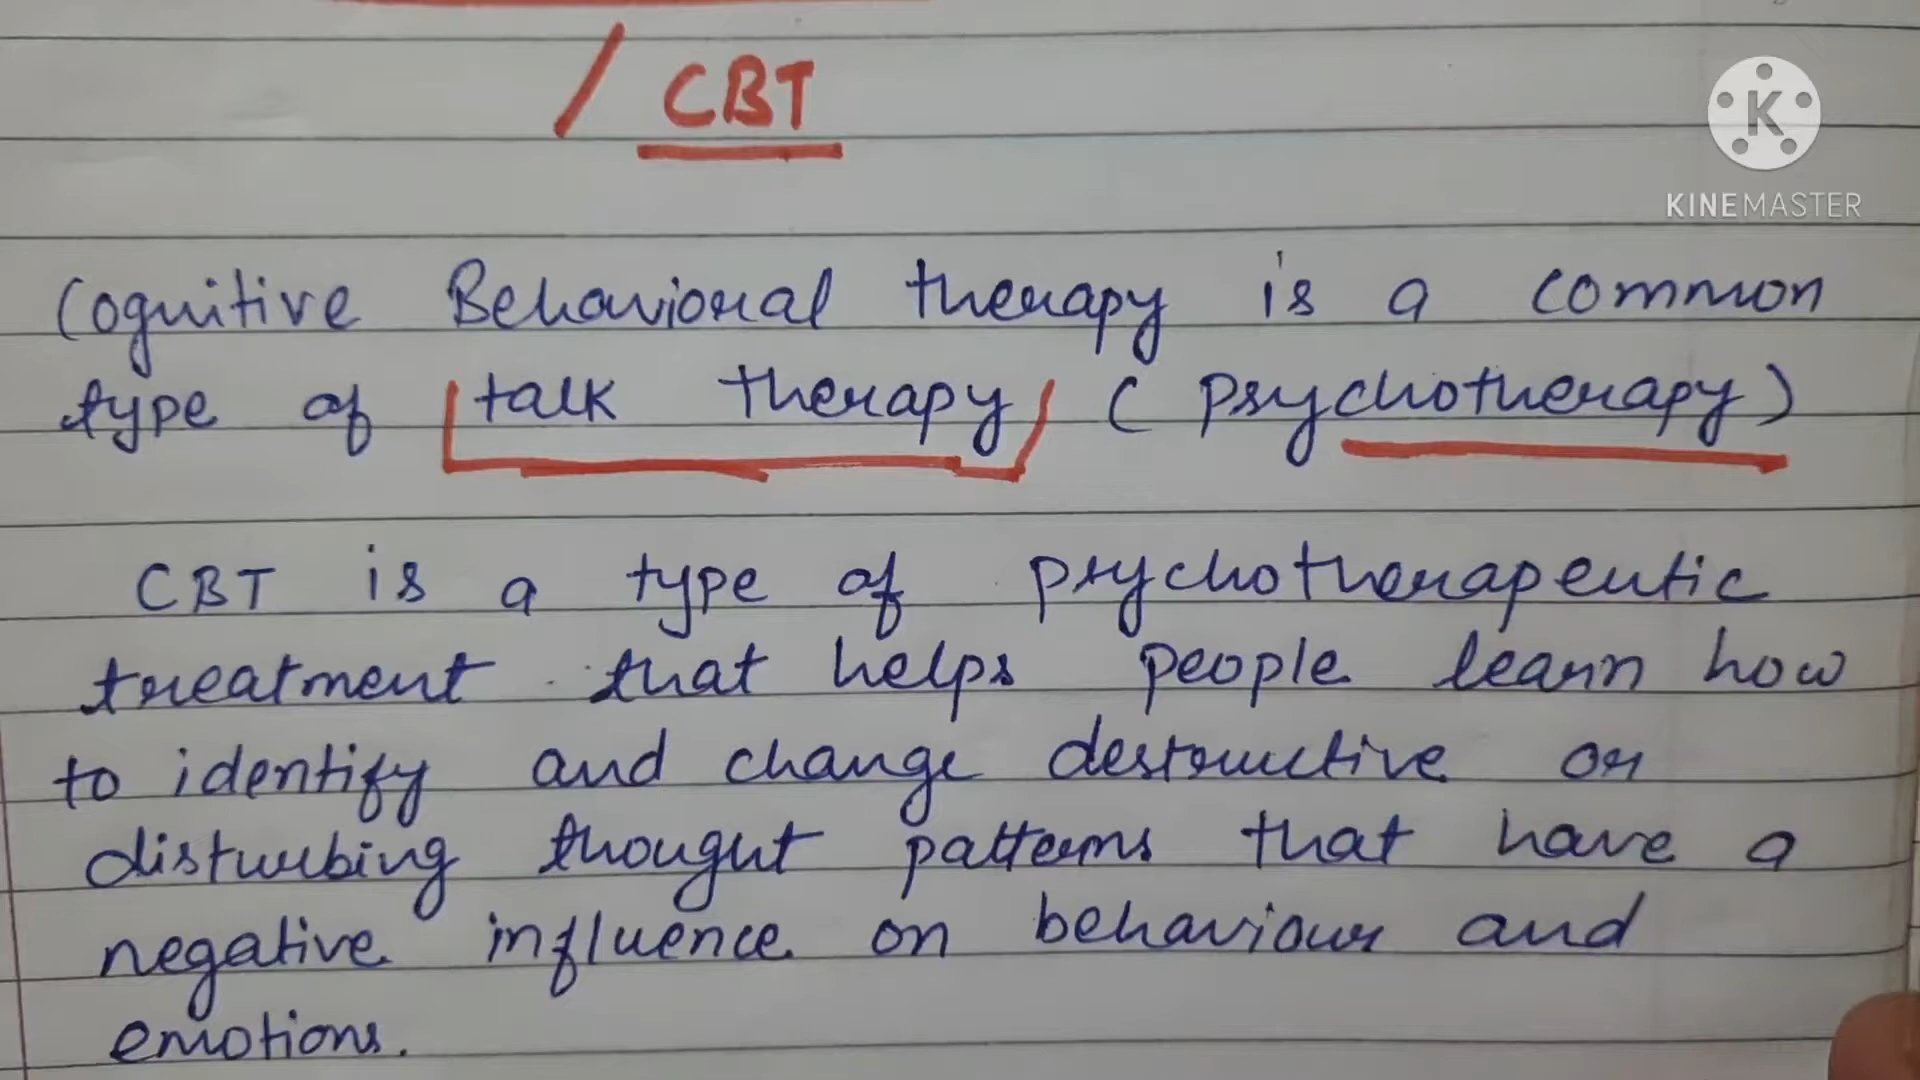 / CBT
K
KINEMASTER
Cognitive Behavioral therapy is a common
type of talk therapy (psychotherapy)
CBT is a type of psychotherapeutic
treatment that helps people learn how
to identify and change destructive or
disturbing thought patterns that have a
negative influence on behaviour and
emotions.